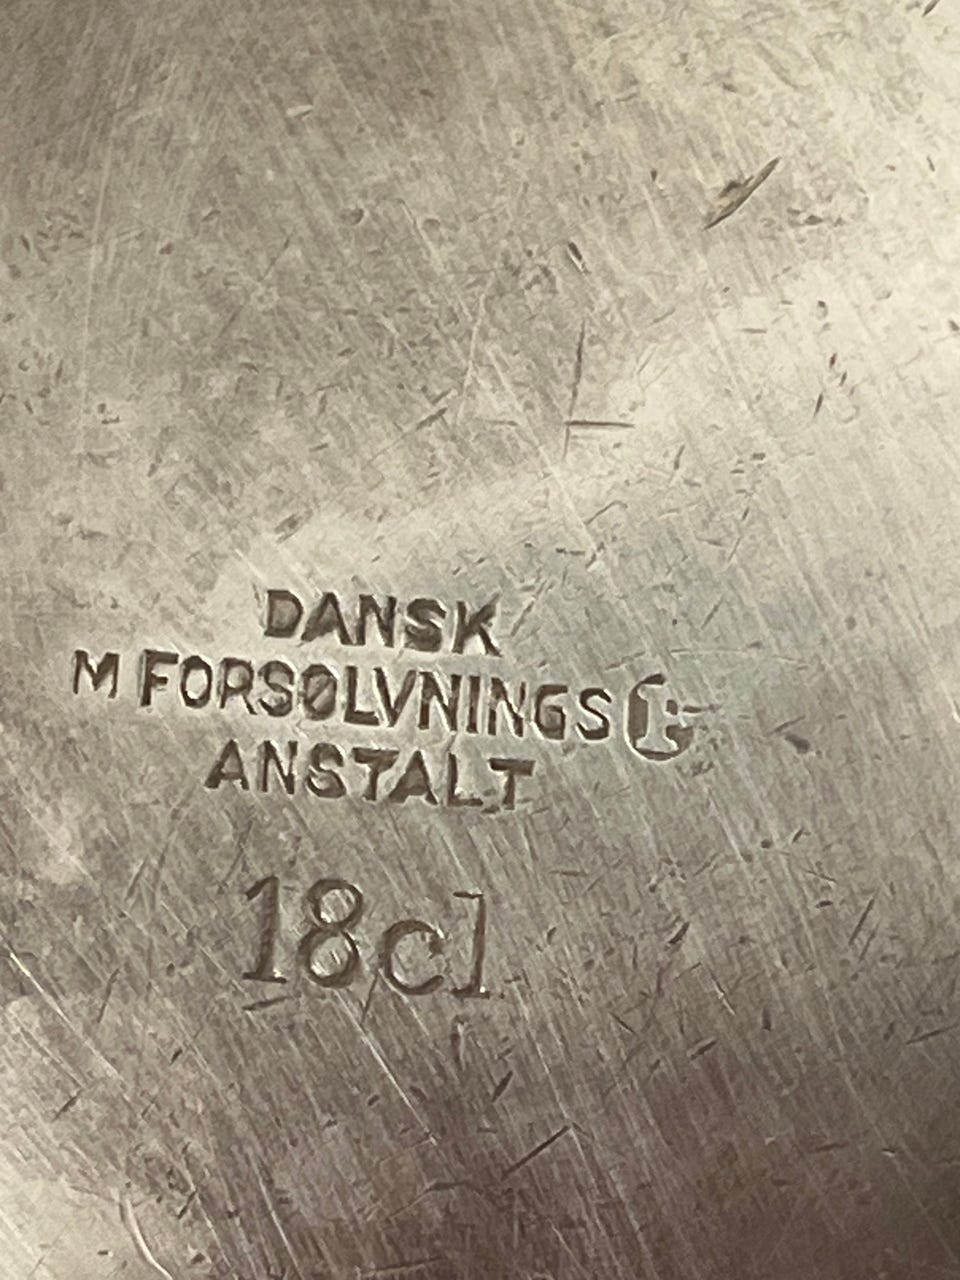 DANSK
M FORSØLVNINGS
ANSTALT
18cl